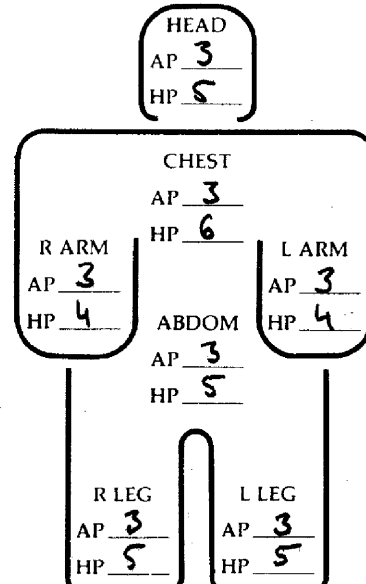 HEAD
AP 3
HP 5
CHEST
AP 3
HP 6
R ARM
AP 3
HP 4
L ARM
AP 3
HP 4
ABDOM
AP 3
HP 5
R LEG
AP 3
HP 5
L LEG
AP 3
HP 5